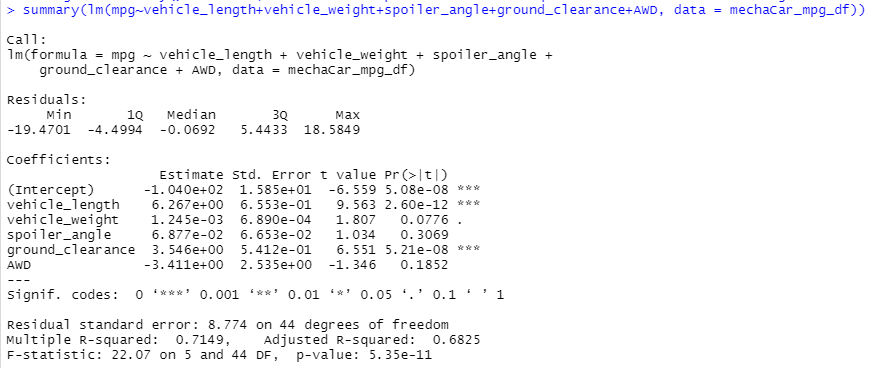 > summary(lm(mpg~vehicle_length+vehicle_weight+spoiler_angle+ground_clearance+AWD, data = mechaCar_mpg_df))
Call:
lm(formula = mpg ~ vehicle_length + vehicle_weight + spoiler_angle +
    ground_clearance + AWD, data = mechaCar_mpg_df)
Residuals:
     Min       1Q   Median       3Q      Max
-19.4701  -4.4994  -0.0692   5.4433  18.5849
Coefficients:
                   Estimate Std. Error t value Pr(>|t|)
(Intercept)      -1.040e+02  1.585e+01  -6.559 5.08e-08 ***
vehicle_length    6.267e+00  6.553e-01   9.563 2.60e-12 ***
vehicle_weight    1.245e-03  6.890e-04   1.807   0.0776 .
spoiler_angle     6.877e-02  6.653e-02   1.034   0.3069
ground_clearance  3.546e+00  5.412e-01   6.551 5.21e-08 ***
AWD              -3.411e+00  2.535e+00  -1.346   0.1852
---
Signif. codes:  0 ‘***’ 0.001 ‘**’ 0.01 ‘*’ 0.05 ‘.’ 0.1 ‘ ’ 1
Residual standard error: 8.774 on 44 degrees of freedom
Multiple R-squared:  0.7149,    Adjusted R-squared:  0.6825
F-statistic: 22.07 on 5 and 44 DF,  p-value: 5.35e-11